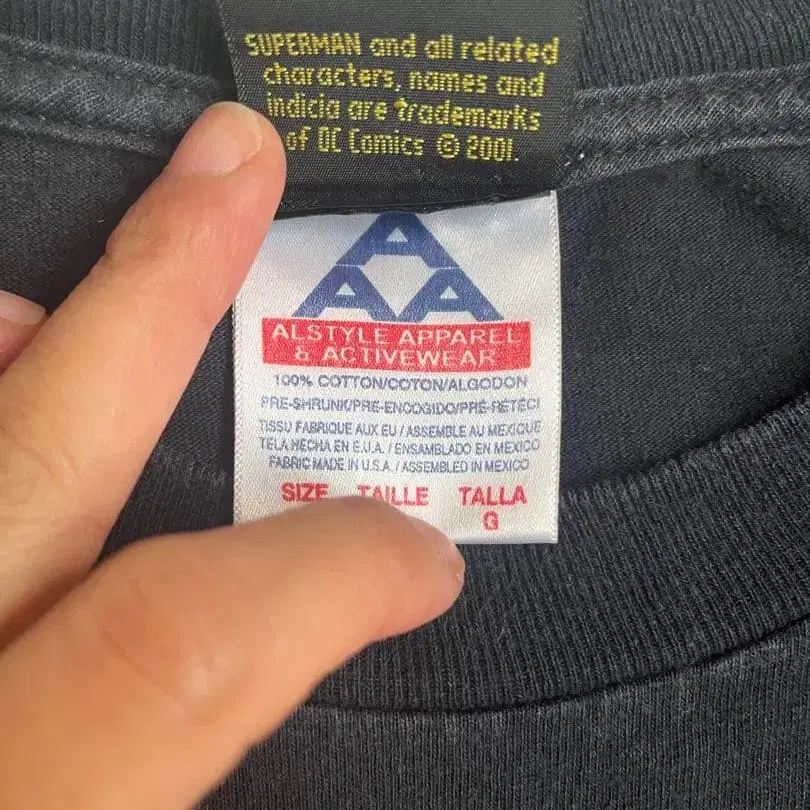 SUPERMAN and all related
characters, names and
indicia are trademarks
of DC Comics © 2001.
A
A A
ALSTYLE APPAREL
& ACTIVEWEAR
100% COTTON/COTON/ALGODON
PRE-SHRUNK/PRE-ENCOGIDO/PRÉ-RÉTÉCI
TISSU FABRIQUE AUX EU / ASSEMBLE AU MEXIQUE
TELA HECHA EN E.U.A. / ENSAMBLADO EN MEXICO
FABRIC MADE IN U.S.A. / ASSEMBLED IN MEXICO
SIZE TAILLE TALLA
G